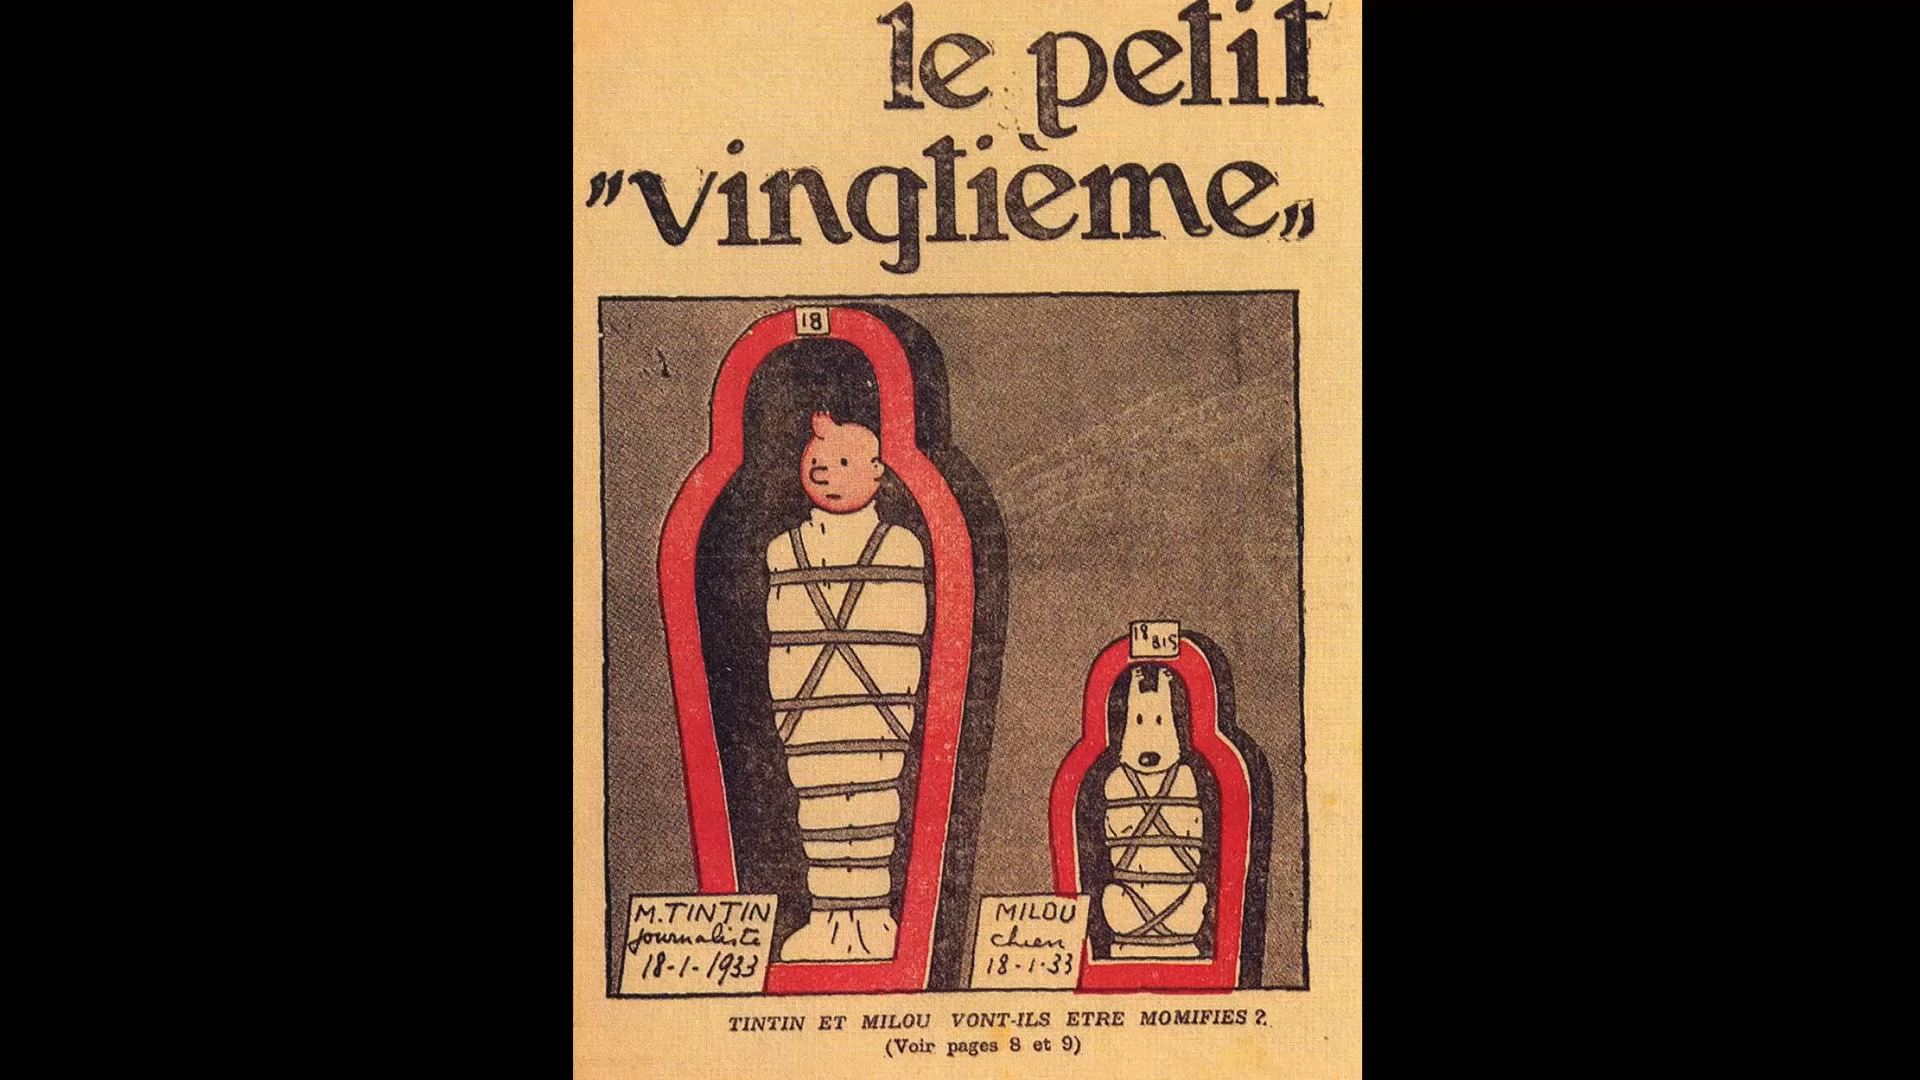 le petit
"vingtième„
18
18 BIS
M. TINTIN
journaliste
18-1-1933
MILOU
chien
18-1-33
TINTIN ET MILOU VONT-ILS ETRE MOMIFIES ?
(Voir pages 8 et 9)